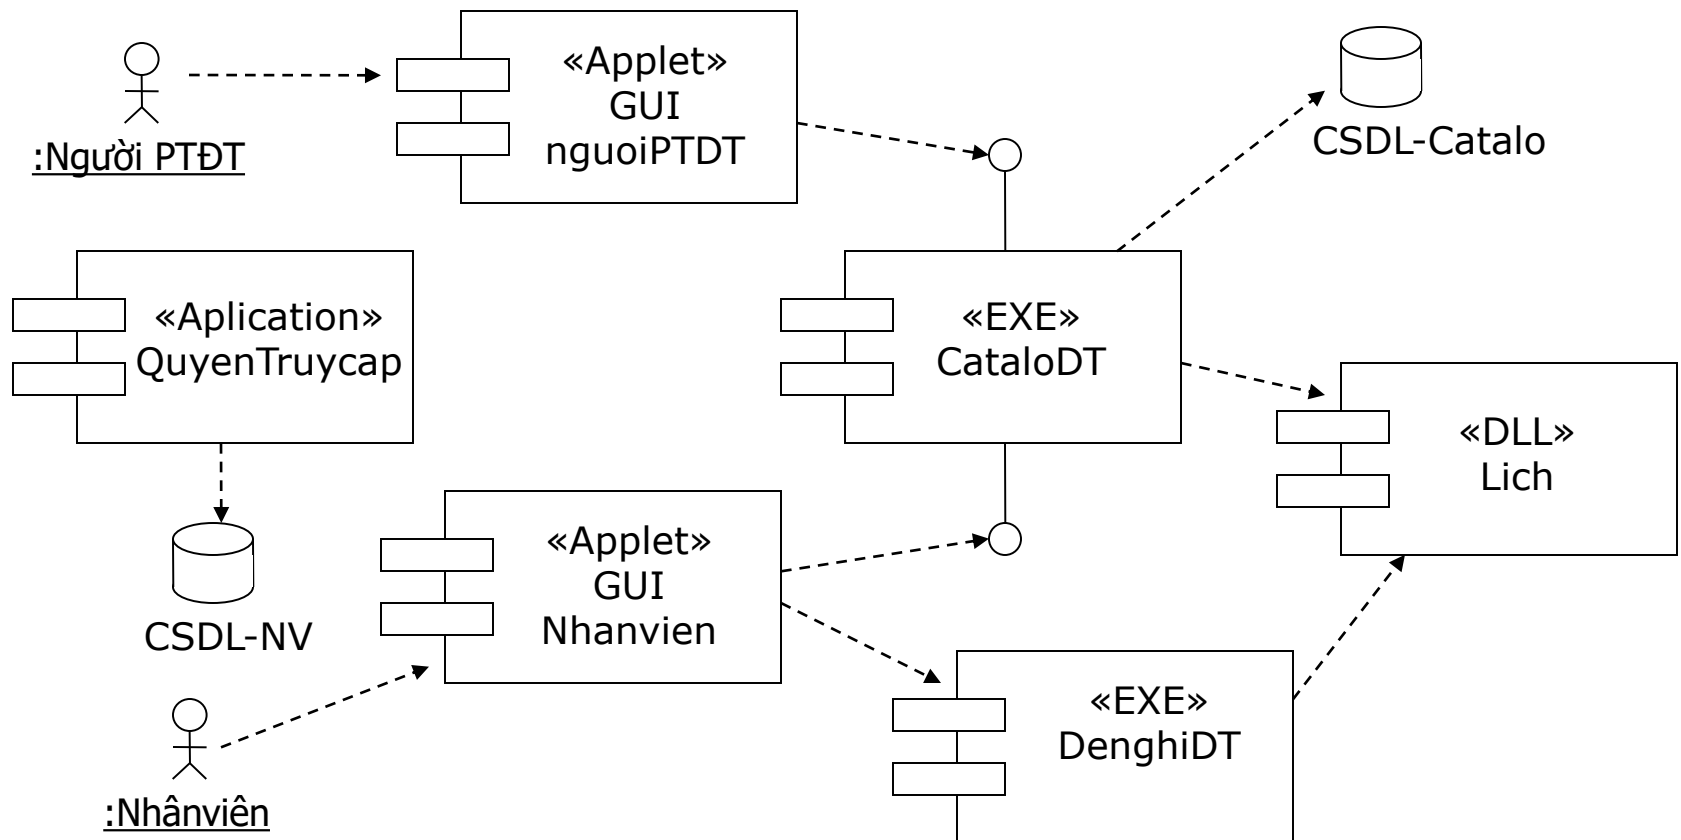 «Applet»
GUI
nguoiPTDT
:Người PTĐT
CSDL-Catalo
«Aplication»
QuyenTruycap
«EXE»
CataloDT
«DLL»
Lich
«Applet»
GUI
Nhanvien
CSDL-NV
«EXE»
DenghiDT
:Nhânviên